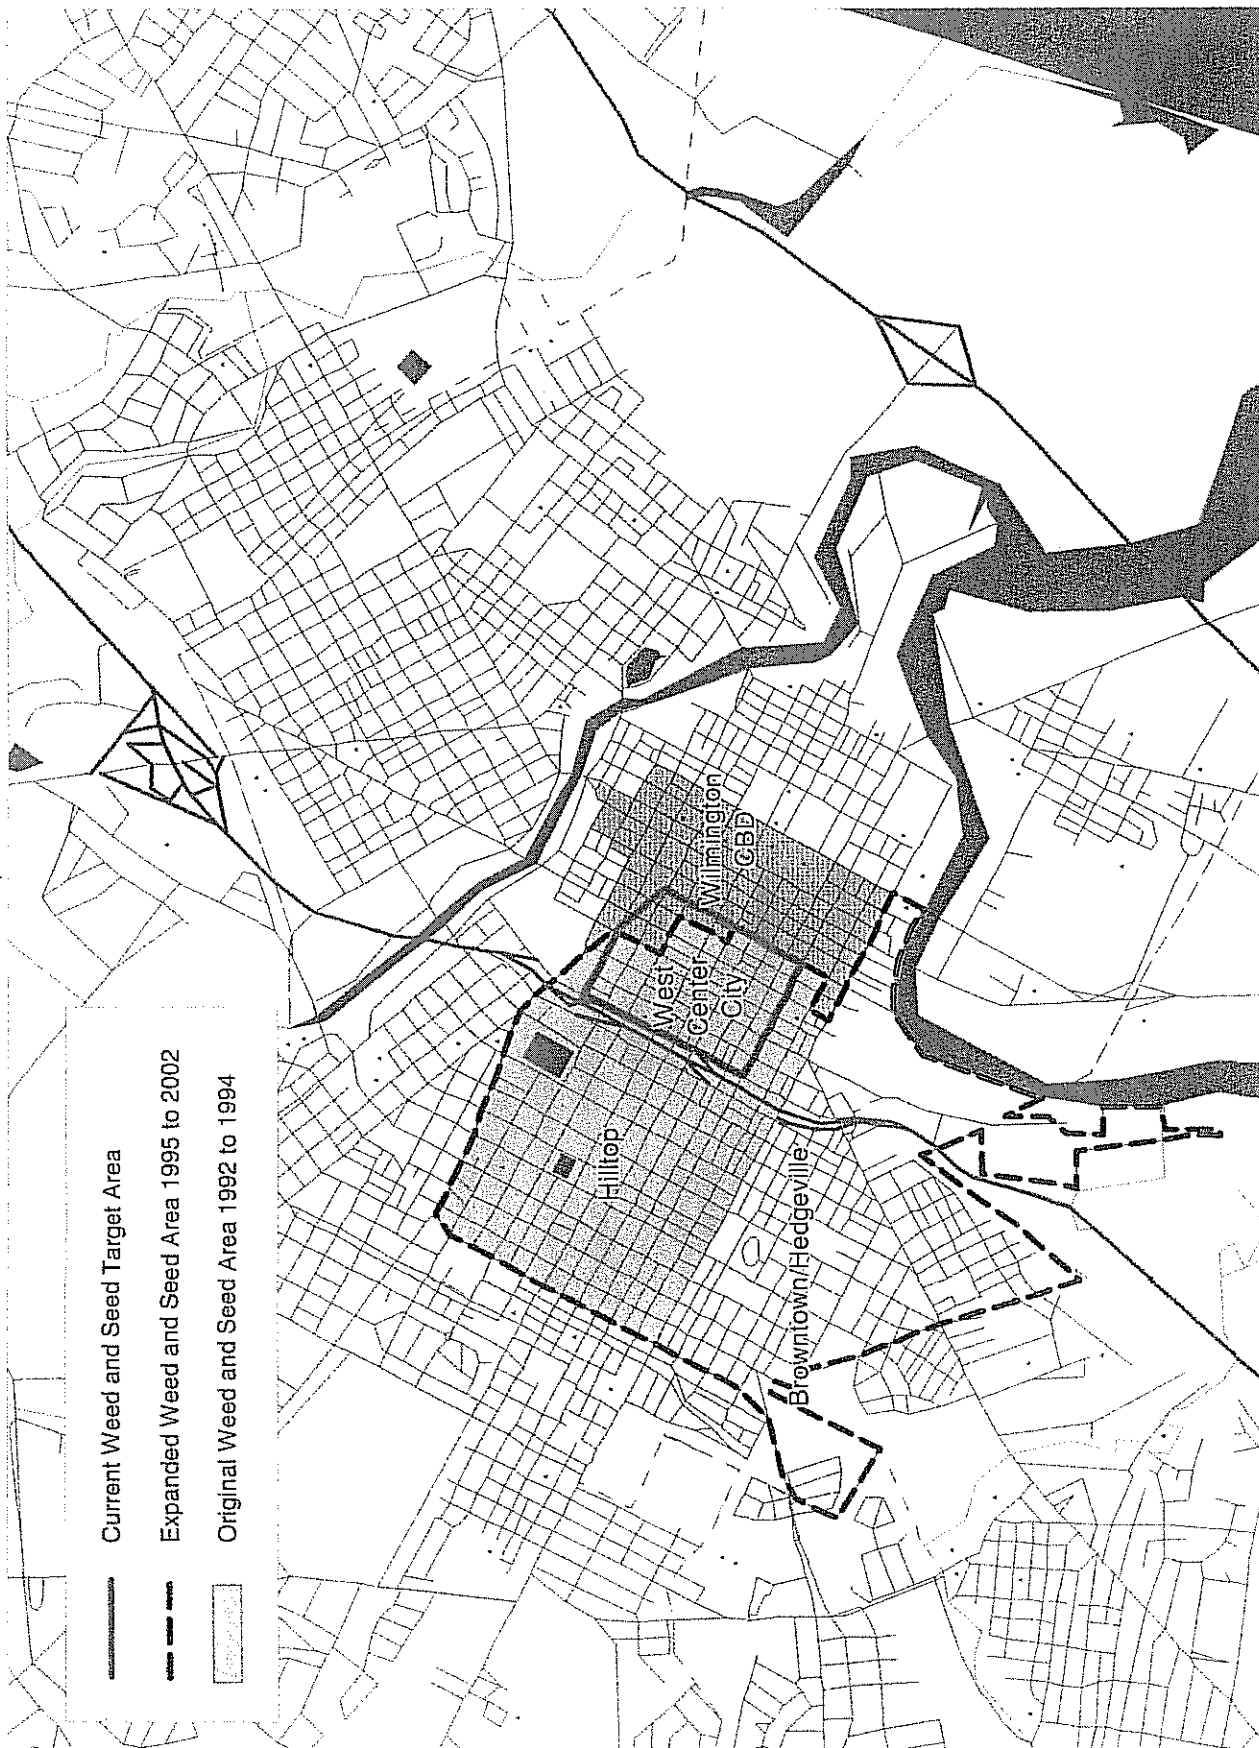 Current Weed and Seed Target Area
Expanded Weed and Seed Area 1995 to 2002
Original Weed and Seed Area 1992 to 1994
Hilltop
West
Center
City
Wilmington
CBD
Browntown/Hedgeville